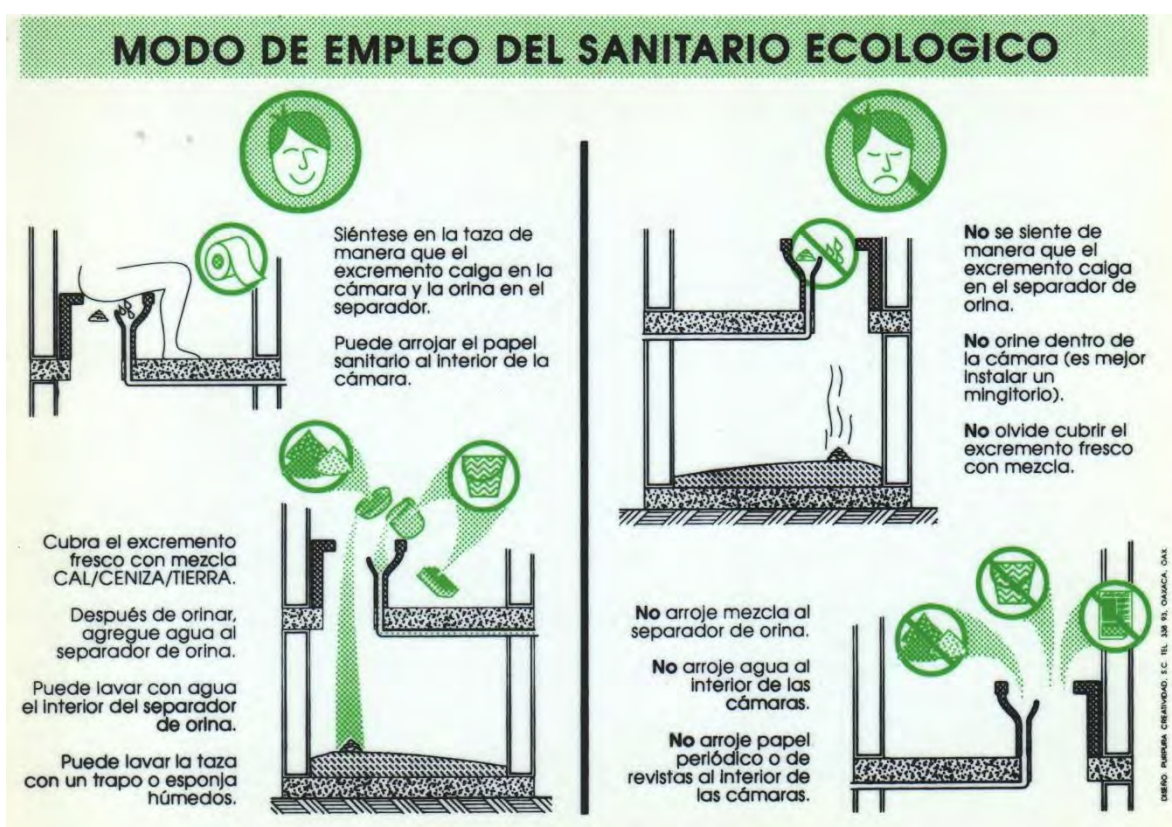 MODO DE EMPLEO DEL SANITARIO ECOLOGICO
Siéntese en la taza de
manera que el
excremento caiga en la
cámara y la orina en el
separador.
Puede arrojar el papel
sanitario al interior de la
cámara.
Cubra el excremento
fresco con mezcla
CAL/CENIZA/TIERRA.
Después de orinar,
agregue agua al
separador de orina.
Puede lavar con agua
el interior del separador
de orina.
Puede lavar la taza
con un trapo o esponja
húmedos.
No se siente de
manera que el
excremento caiga
en el separador de
orina.
No orine dentro de
la cámara (es mejor
instalar un
mingitorio).
No olvide cubrir el
excremento fresco
con mezcla.
No arroje mezcla al
separador de orina.
No arroje agua al
interior de las
cámaras.
No arroje papel
periódico o de
revistas al interior de
las cámaras.
DISEÑO: PURPURA CREATIVIDAD, S.C. TEL 538 93, OAXACA, OAX.